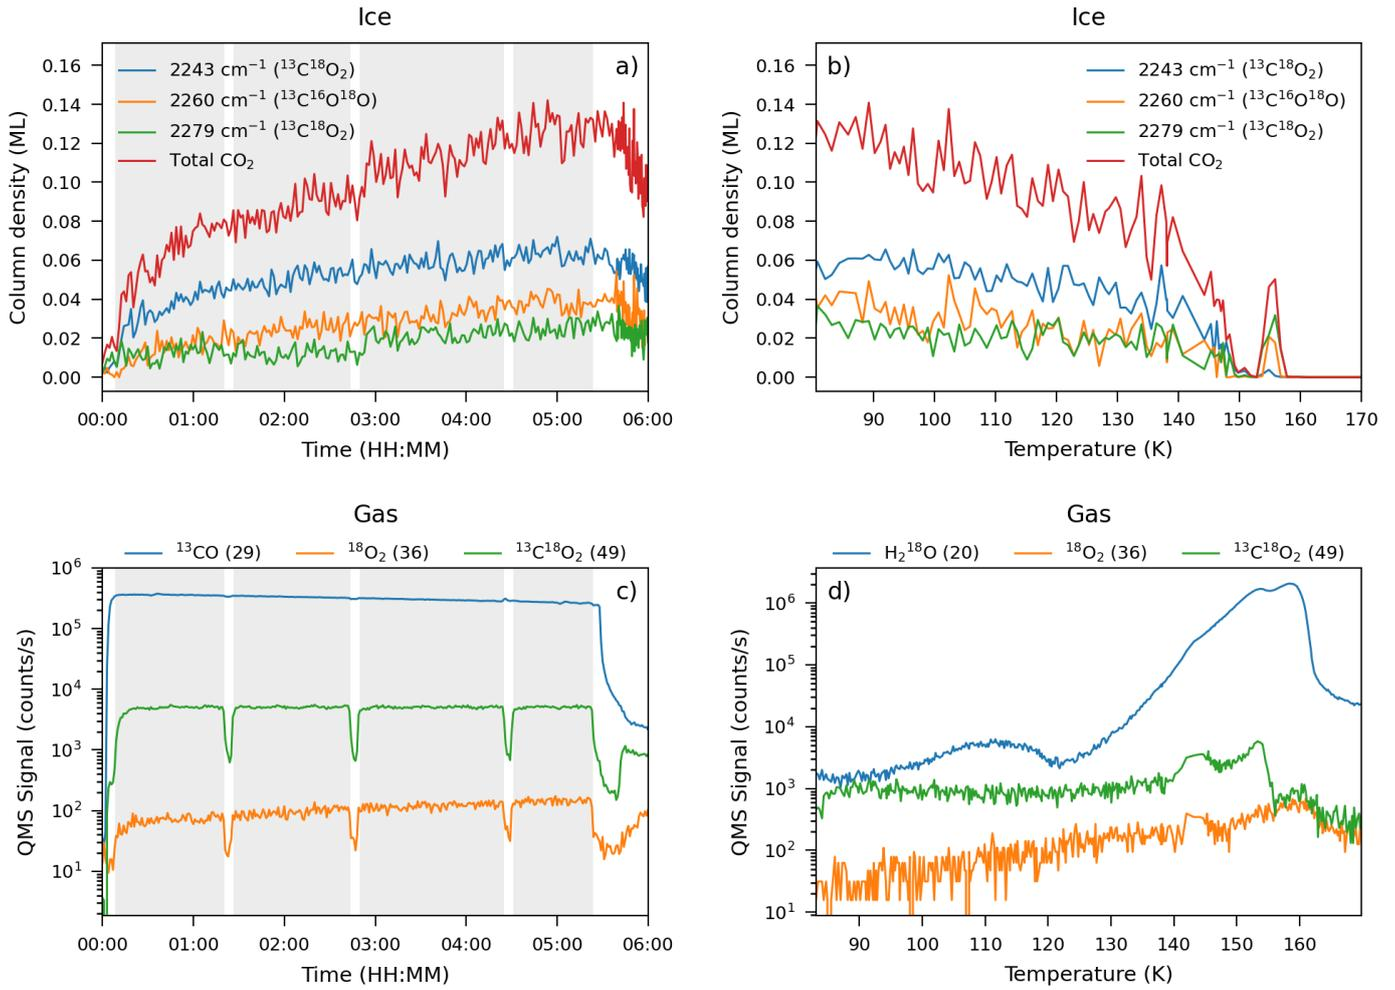 Ice
a)
2243 cm⁻¹ (¹³C¹⁸O₂)
2260 cm⁻¹ (¹³C¹⁶O¹⁸O)
2279 cm⁻¹ (¹³C¹⁸O₂)
Total CO₂
Column density (ML)
0.16
0.14
0.12
0.10
0.08
0.06
0.04
0.02
0.00
00:00 01:00 02:00 03:00 04:00 05:00 06:00
Time (HH:MM)
Ice
b)
2243 cm⁻¹ (¹³C¹⁸O₂)
2260 cm⁻¹ (¹³C¹⁶O¹⁸O)
2279 cm⁻¹ (¹³C¹⁸O₂)
Total CO₂
Column density (ML)
0.16
0.14
0.12
0.10
0.08
0.06
0.04
0.02
0.00
90 100 110 120 130 140 150 160 170
Temperature (K)
Gas
¹³CO (29) ¹⁸O₂ (36) ¹³C¹⁸O₂ (49)
c)
QMS Signal (counts/s)
10⁶
10⁵
10⁴
10³
10²
10¹
00:00 01:00 02:00 03:00 04:00 05:00 06:00
Time (HH:MM)
Gas
H₂¹⁸O (20) ¹⁸O₂ (36) ¹³C¹⁸O₂ (49)
d)
QMS Signal (counts/s)
10⁶
10⁵
10⁴
10³
10²
10¹
90 100 110 120 130 140 150 160
Temperature (K)